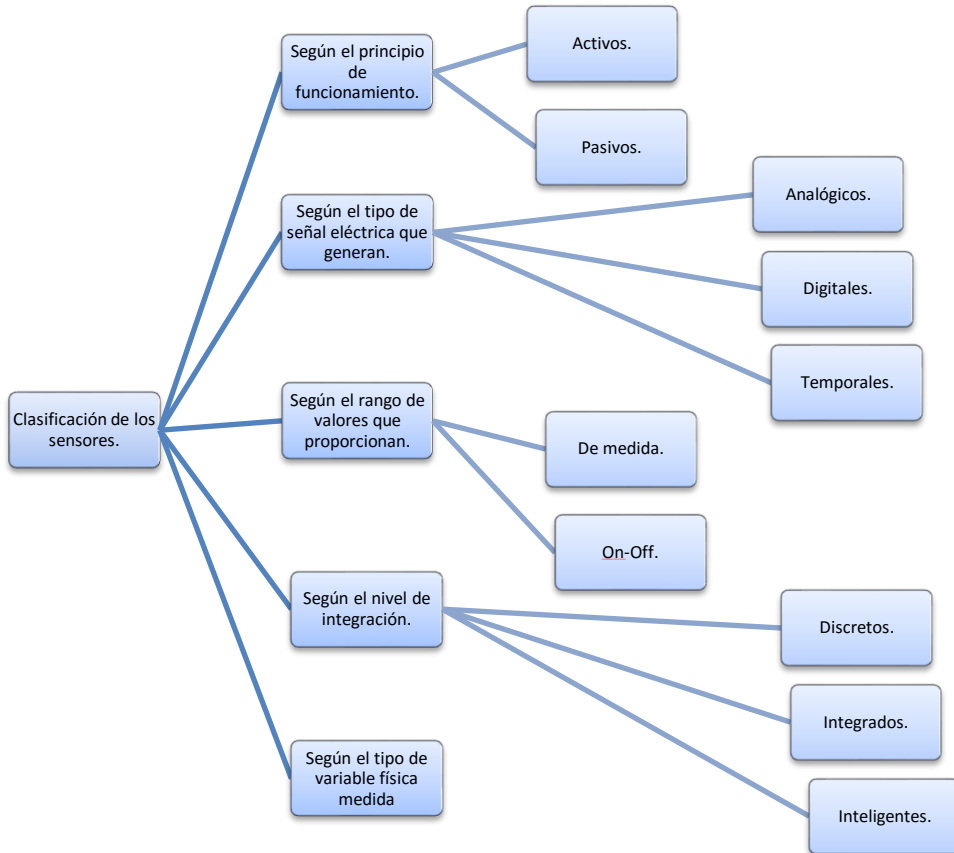 Clasificación de los
sensores.
Según el principio
de
funcionamiento.
Activos.
Pasivos.
Según el tipo de
señal eléctrica que
generan.
Analógicos.
Digitales.
Temporales.
Según el rango de
valores que
proporcionan.
De medida.
On-Off.
Según el nivel de
integración.
Discretos.
Integrados.
Inteligentes.
Según el tipo de
variable física
medida